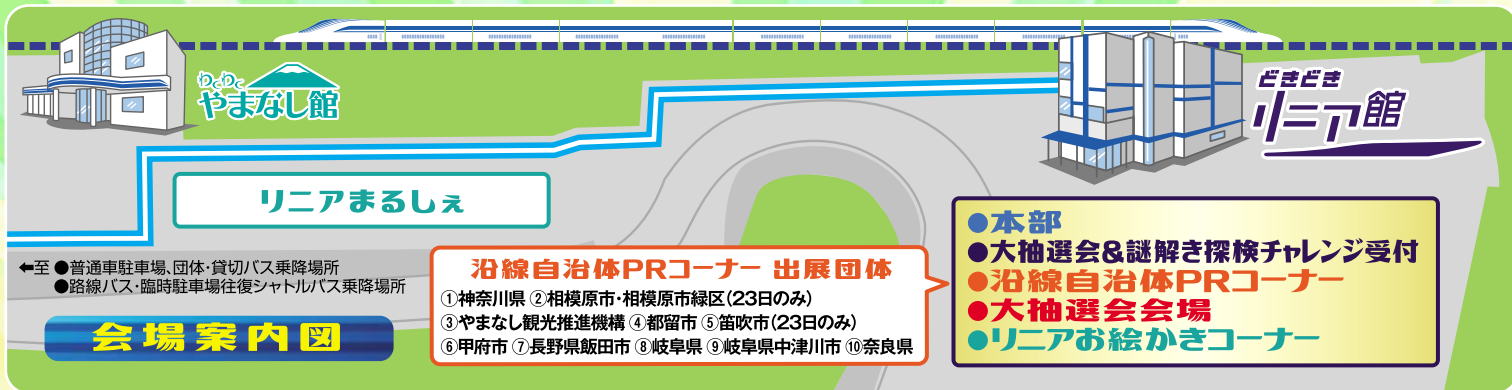 わくわく
やまなし館
どきどき
リニア館
リニアまるしぇ
⬅至 ●普通車駐車場、団体・貸切バス乗降場所
●路線バス・臨時駐車場往復シャトルバス乗降場所
会場案内図
沿線自治体PRコーナー 出展団体
①神奈川県 ②相模原市・相模原市緑区(23日のみ)
③やまなし観光推進機構 ④都留市 ⑤笛吹市(23日のみ)
⑥甲府市 ⑦長野県飯田市 ⑧岐阜県 ⑨岐阜県中津川市 ⑩奈良県
●本部
●大抽選会&謎解き探検チャレンジ受付
●沿線自治体PRコーナー
●大抽選会会場
●リニアお絵かきコーナー